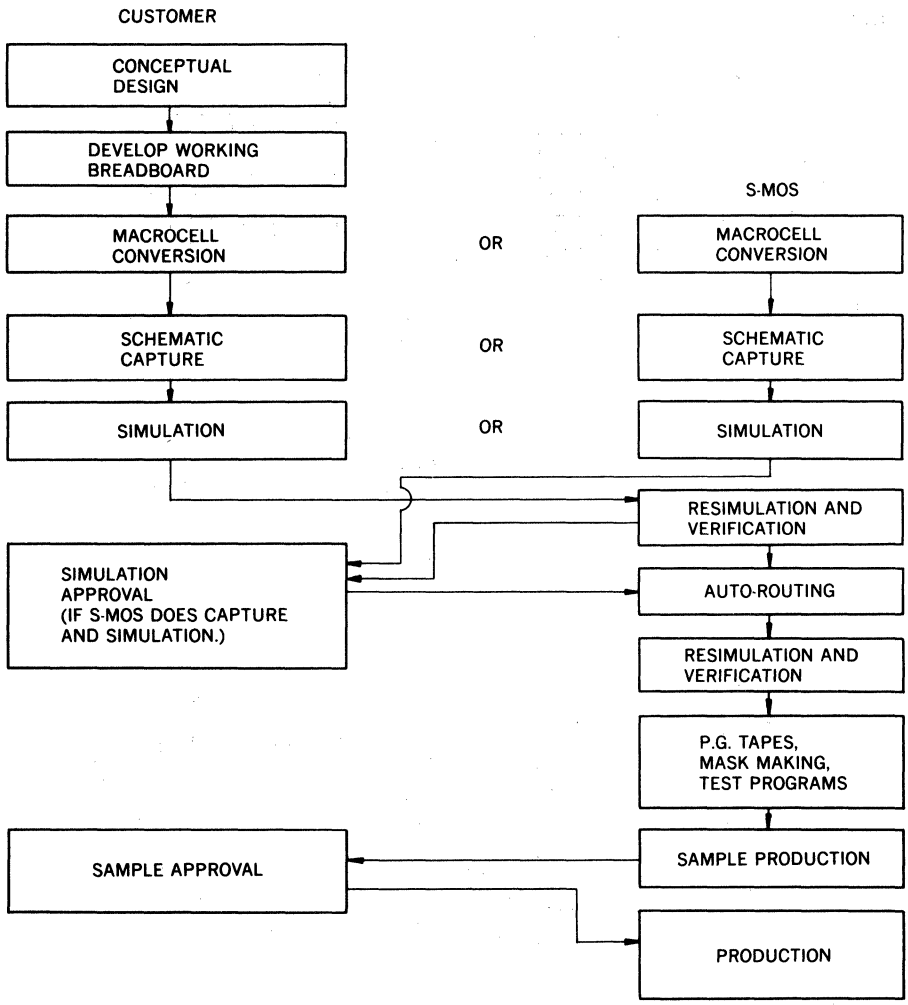 CUSTOMER
CONCEPTUAL
DESIGN
DEVELOP WORKING
BREADBOARD
S-MOS
MACROCELL
CONVERSION
OR
MACROCELL
CONVERSION
SCHEMATIC
CAPTURE
OR
SCHEMATIC
CAPTURE
SIMULATION
OR
SIMULATION
RESIMULATION AND
VERIFICATION
SIMULATION
APPROVAL
(IF S-MOS DOES CAPTURE
AND SIMULATION.)
AUTO-ROUTING
RESIMULATION AND
VERIFICATION
P.G. TAPES,
MASK MAKING,
TEST PROGRAMS
SAMPLE APPROVAL
SAMPLE PRODUCTION
PRODUCTION